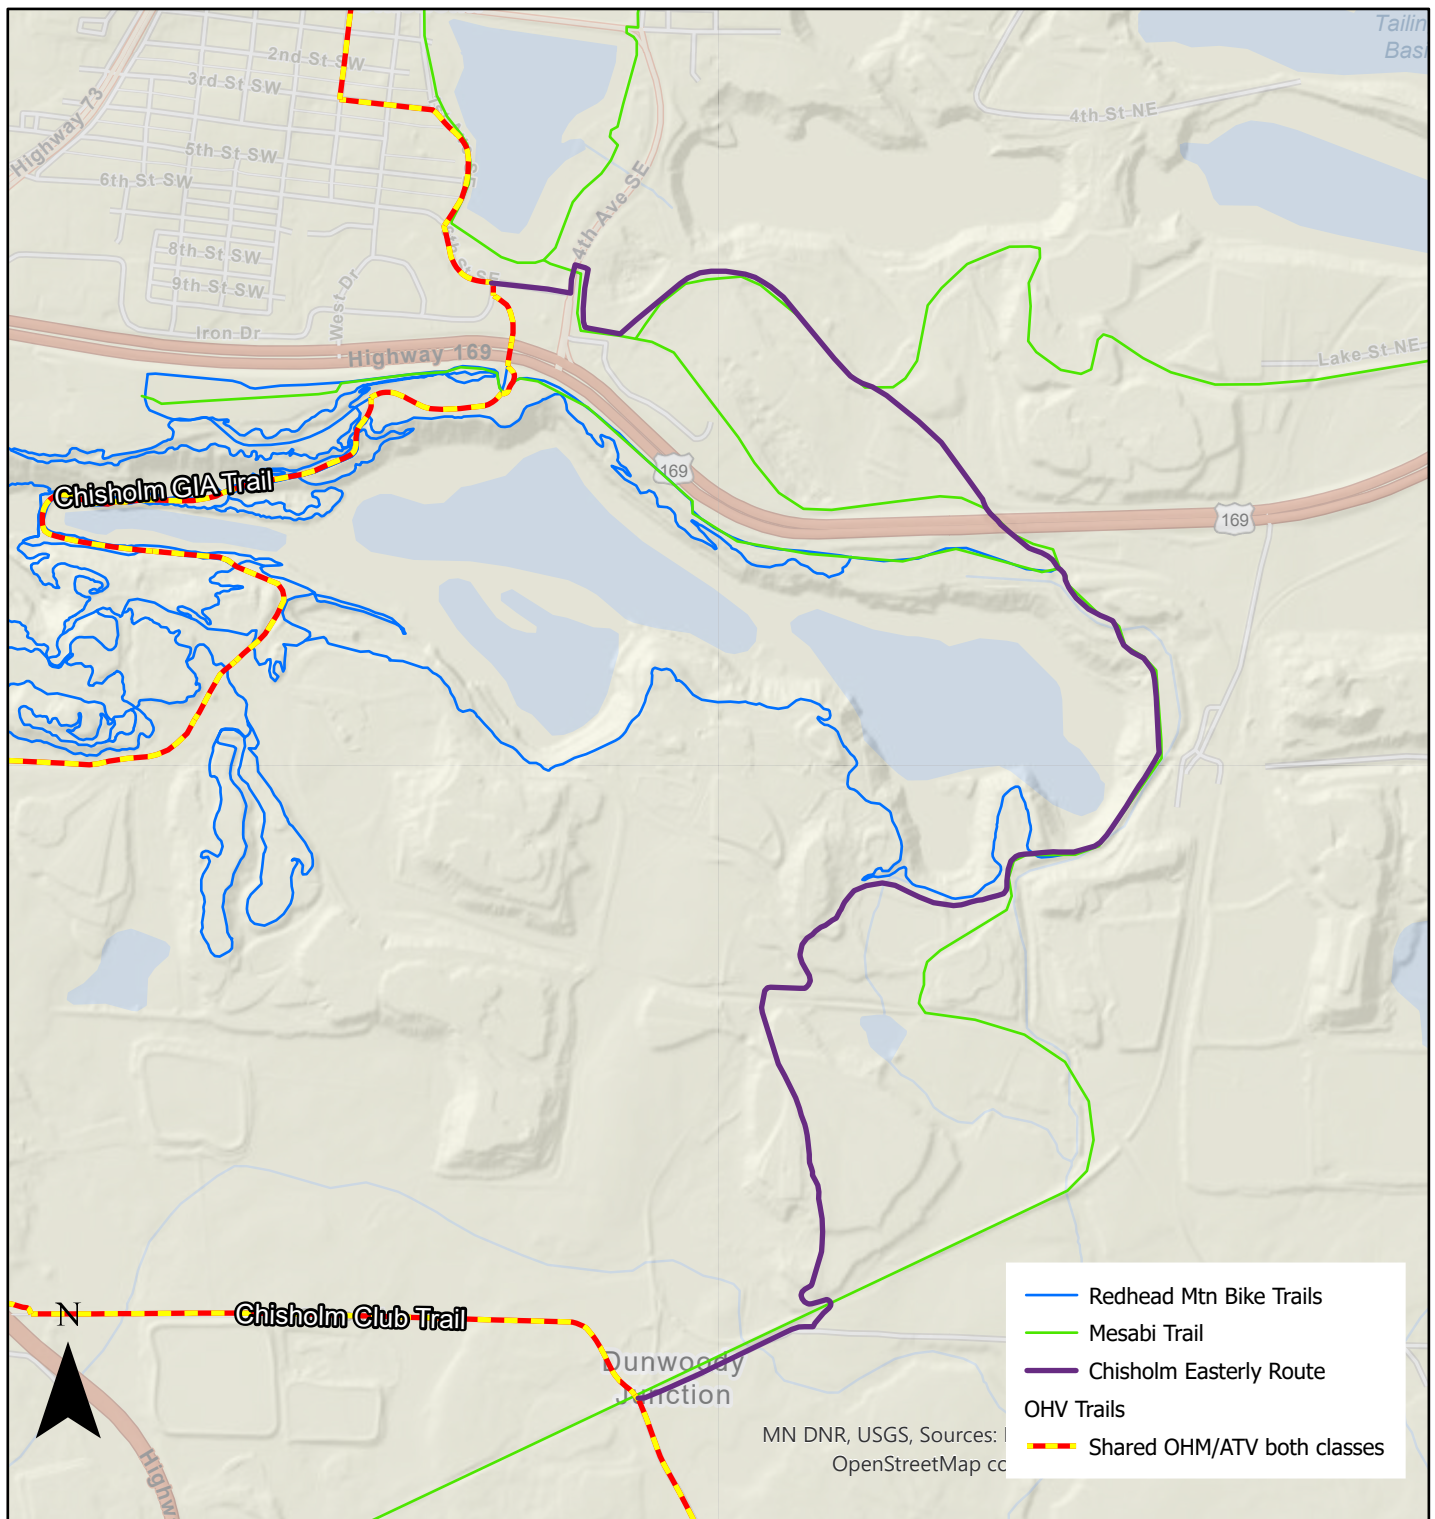 Tailin
Basi
2nd St SW
3rd St SW
Highway 73
4th St NE
5th St SW
6th St SW
4th Ave SE
8th St SW
6th St SE
9th St SW
West Dr
Iron Dr
Highway 169
Lake St NE
169
Chisholm GIA Trail
169
N
Chisholm Club Trail
Dunwoody
Junction
Highw
MN DNR, USGS, Sources:
OpenStreetMap co
Redhead Mtn Bike Trails
Mesabi Trail
Chisholm Easterly Route
OHV Trails
Shared OHM/ATV both classes